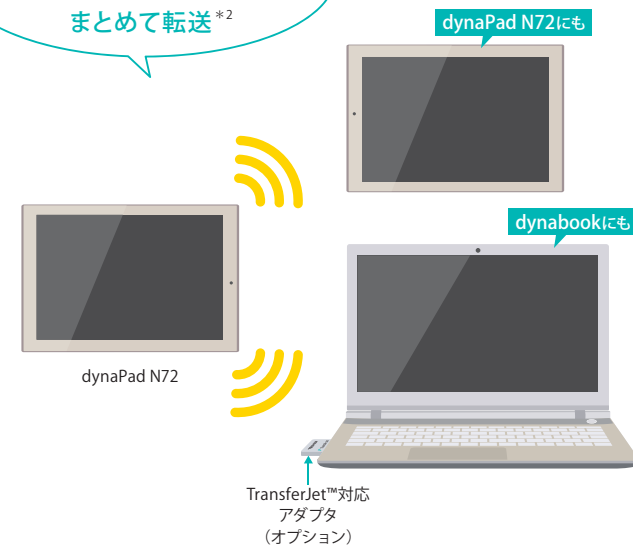 まとめて転送*2
dynaPad N72にも
dynabookにも
dynaPad N72
TransferJet™対応
アダプタ
（オプション）